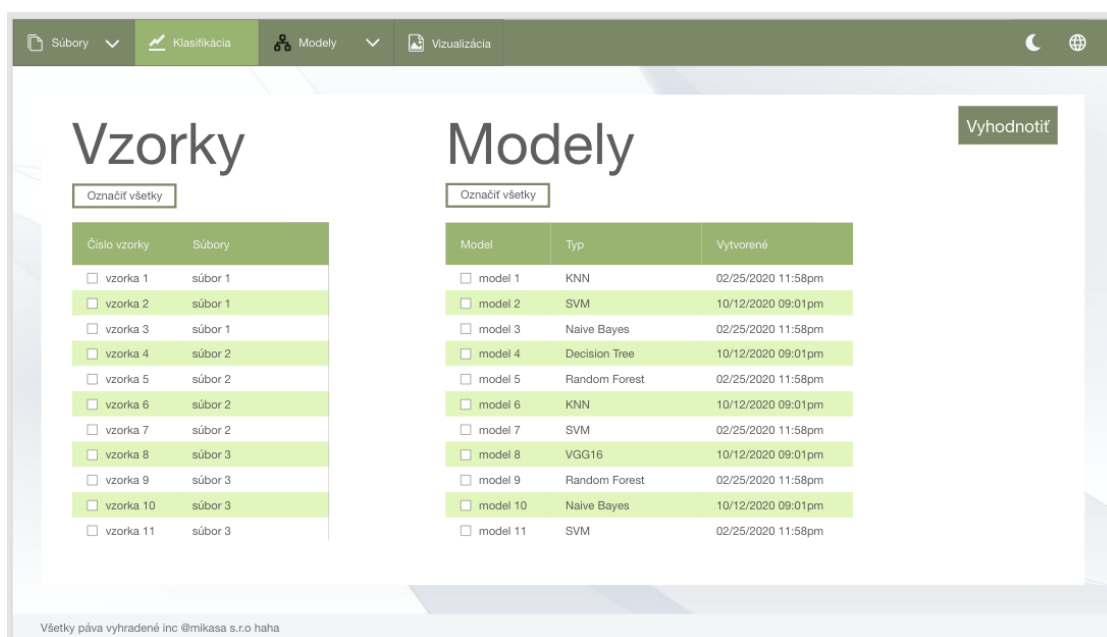 Súbory Klasifikácia Modely Vizualizácia
Vyhodnotiť
Vzorky
Označiť všetky
Číslo vzorky Súbory
vzorka 1 súbor 1
vzorka 2 súbor 1
vzorka 3 súbor 1
vzorka 4 súbor 2
vzorka 5 súbor 2
vzorka 6 súbor 2
vzorka 7 súbor 2
vzorka 8 súbor 3
vzorka 9 súbor 3
vzorka 10 súbor 3
vzorka 11 súbor 3
Modely
Označiť všetky
Model Typ Vytvorené
model 1 KNN 02/25/2020 11:58pm
model 2 SVM 10/12/2020 09:01pm
model 3 Naive Bayes 02/25/2020 11:58pm
model 4 Decision Tree 10/12/2020 09:01pm
model 5 Random Forest 02/25/2020 11:58pm
model 6 KNN 10/12/2020 09:01pm
model 7 SVM 02/25/2020 11:58pm
model 8 VGG16 10/12/2020 09:01pm
model 9 Random Forest 02/25/2020 11:58pm
model 10 Naive Bayes 10/12/2020 09:01pm
model 11 SVM 02/25/2020 11:58pm
Všetky páva vyhradené inc @mikasa s.r.o haha